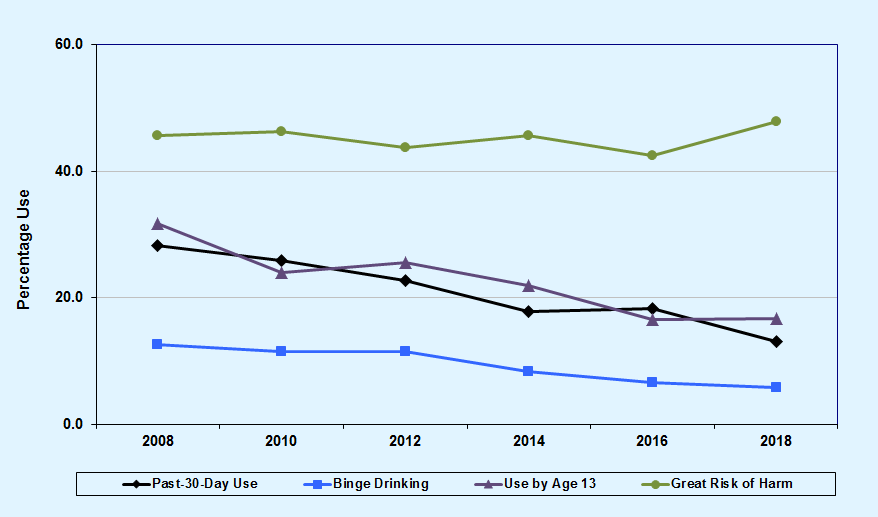 60.0
40.0
20.0
0.0
Percentage Use
2008 2010 2012 2014 2016 2018
Past-30-Day Use Binge Drinking Use by Age 13 Great Risk of Harm